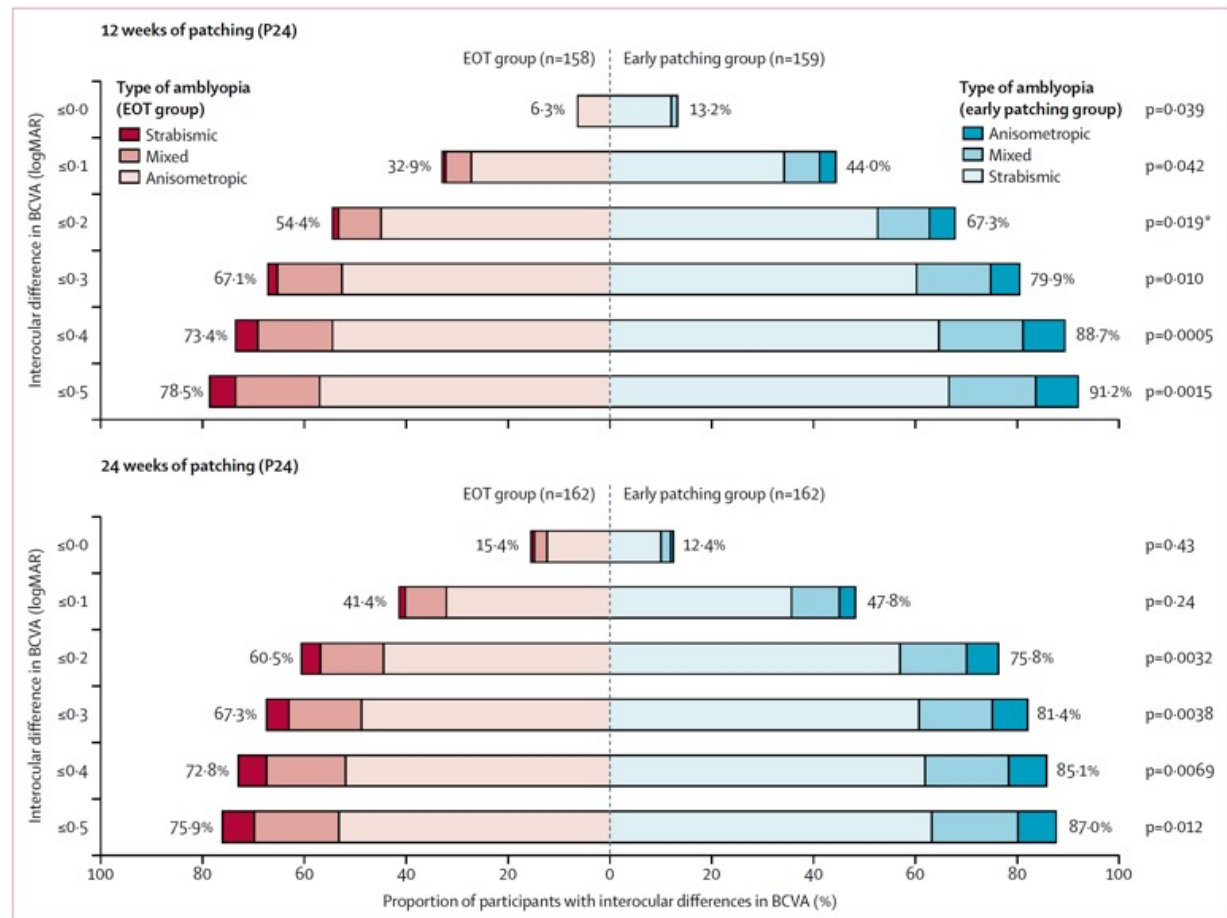 12 weeks of patching (P24)
EOT group (n=158) Early patching group (n=159)
Type of amblyopia
(EOT group)
Strabismic
Mixed
Anisometropic
Type of amblyopia
(early patching group)
Anisometropic
Mixed
Strabismic
Interocular difference in BCVA (logMAR)
≤0·0 6·3% 13·2% p=0·039
≤0·1 32·9% 44·0% p=0·042
≤0·2 54·4% 67·3% p=0·019*
≤0·3 67·1% 79·9% p=0·010
≤0·4 73·4% 88·7% p=0·0005
≤0·5 78·5% 91·2% p=0·0015
80 60 40 20 0 20 40 60 80 100
24 weeks of patching (P24)
EOT group (n=162) Early patching group (n=162)
Interocular difference in BCVA (logMAR)
≤0·0 15·4% 12·4% p=0·43
≤0·1 41·4% 47·8% p=0·24
≤0·2 60·5% 75·8% p=0·0032
≤0·3 67·3% 81·4% p=0·0038
≤0·4 72·8% 85·1% p=0·0069
≤0·5 75·9% 87·0% p=0·012
100 80 60 40 20 0 20 40 60 80 100
Proportion of participants with interocular differences in BCVA (%)